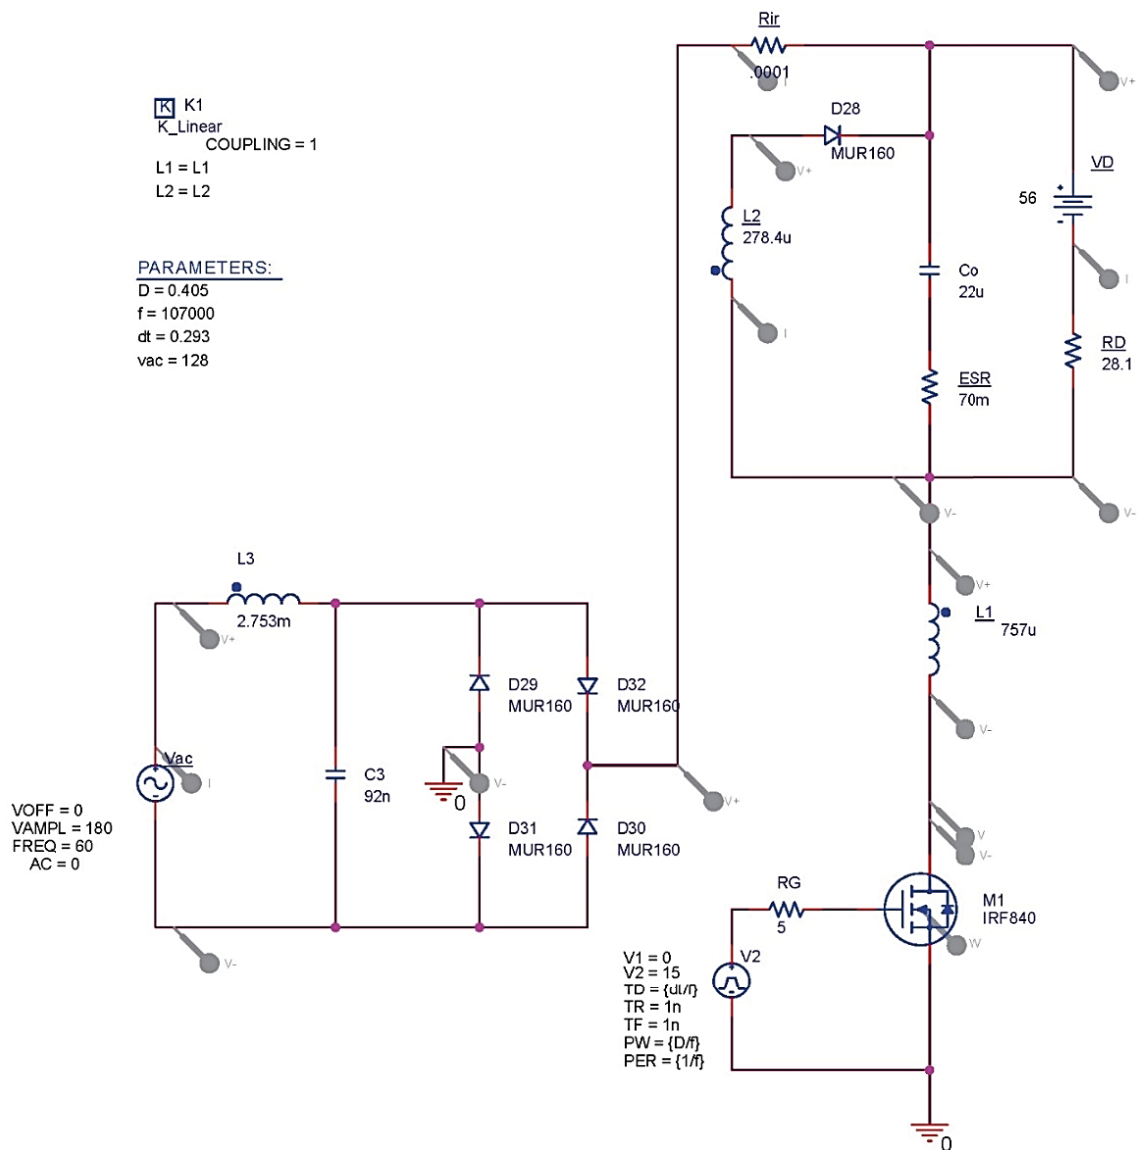 Rir
.0001
I
V+
K K1
K_Linear
COUPLING = 1
L1 = L1
L2 = L2
D28
MUR160
V+
VD
56
+
-
L2
278.4u
I
Co
22u
I
PARAMETERS:
D = 0.405
f = 107000
dt = 0.293
vac = 128
RD
28.1
ESR
70m
V-
V-
L3
2.753m
V+
V+
L1
757u
D29
MUR160
D32
MUR160
V-
Vac
I
C3
92n
0
V-
V+
VOFF = 0
VAMPL = 180
FREQ = 60
AC = 0
D31
MUR160
D30
MUR160
V
V-
RG
5
M1
IRF840
W
V-
V2
V1 = 0
V2 = 15
TD = {dt/f}
TR = 1n
TF = 1n
PW = {D/f}
PER = {1/f}
0